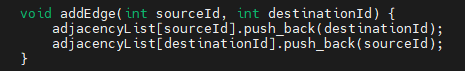 void addEdge(int sourceId, int destinationId) {
    adjacencyList[sourceId].push_back(destinationId);
    adjacencyList[destinationId].push_back(sourceId);
}